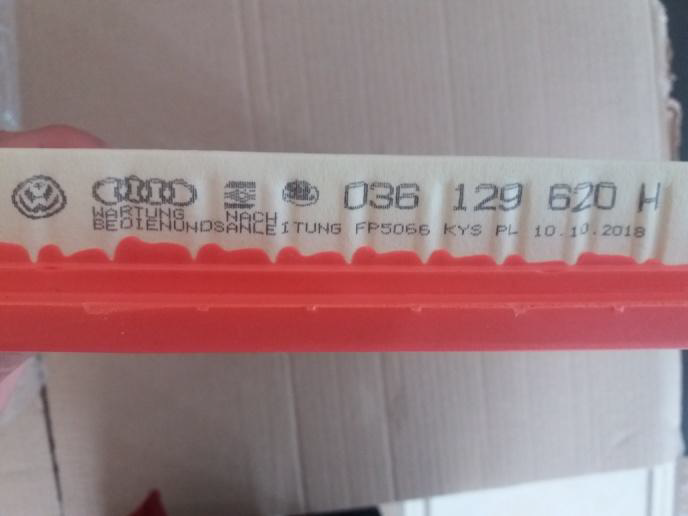 036 129 620 H
WARTUNG NACH
BEDIENUNDSANLEITUNG FP5066 KYS PL 10.10.2018